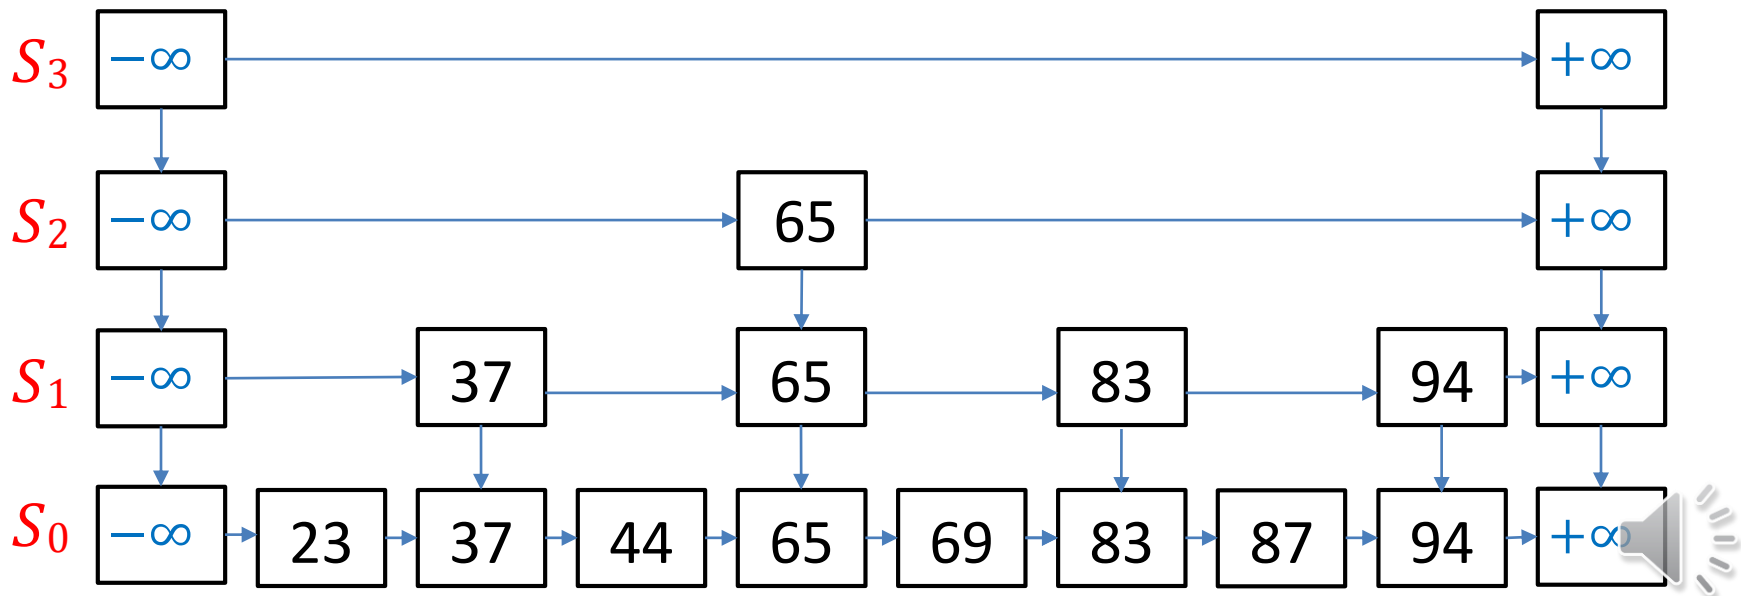 S3 −∞ +∞
S2 −∞ 65 +∞
S1 −∞ 37 65 83 94 +∞
S0 −∞ 23 37 44 65 69 83 87 94 +∞